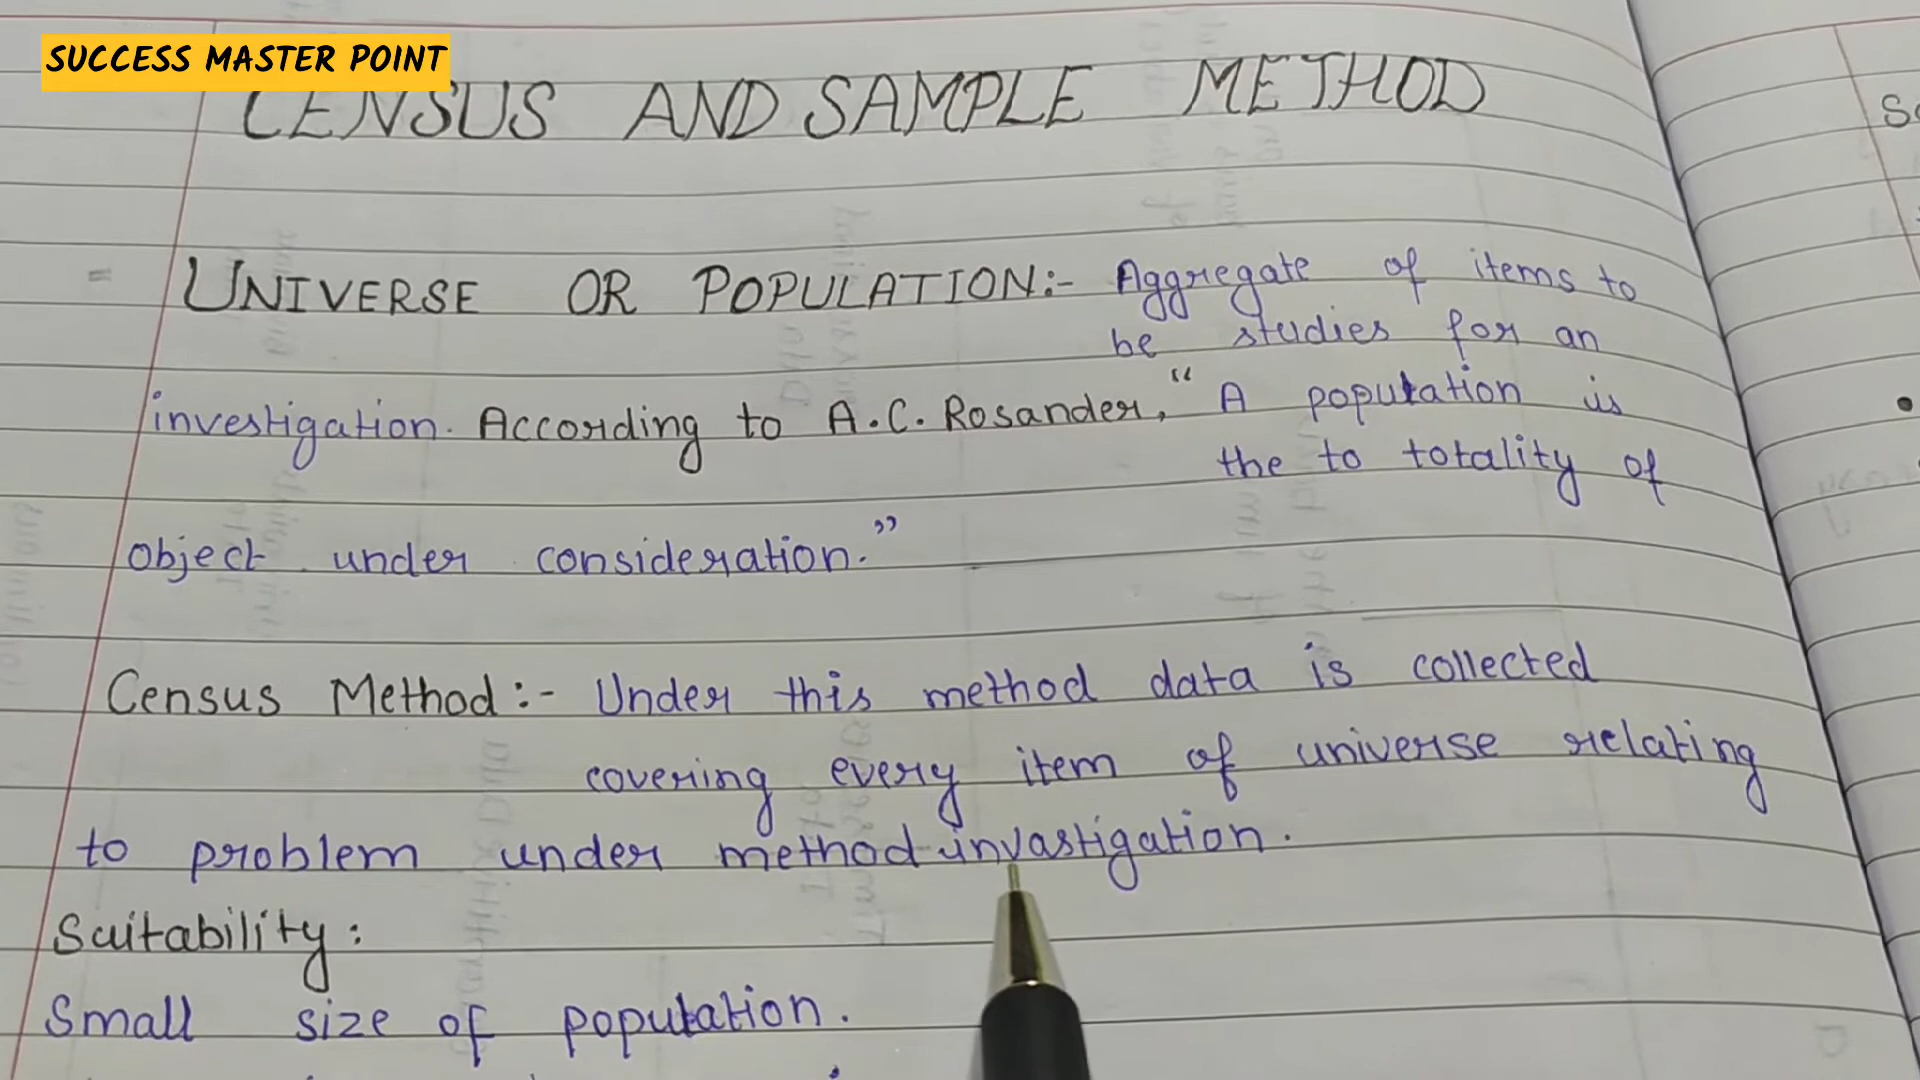 SUCCESS MASTER POINT
CENSUS AND SAMPLE METHOD
UNIVERSE OR POPULATION:- Aggregate of items to
be studies for an
investigation. According to A.C. Rosander, “ A population is
the to totality of
object under consideration.”
Census Method:- Under this method data is collected
covering every item of universe relating
to problem under method invastigation.
Suitability:
Small size of population.